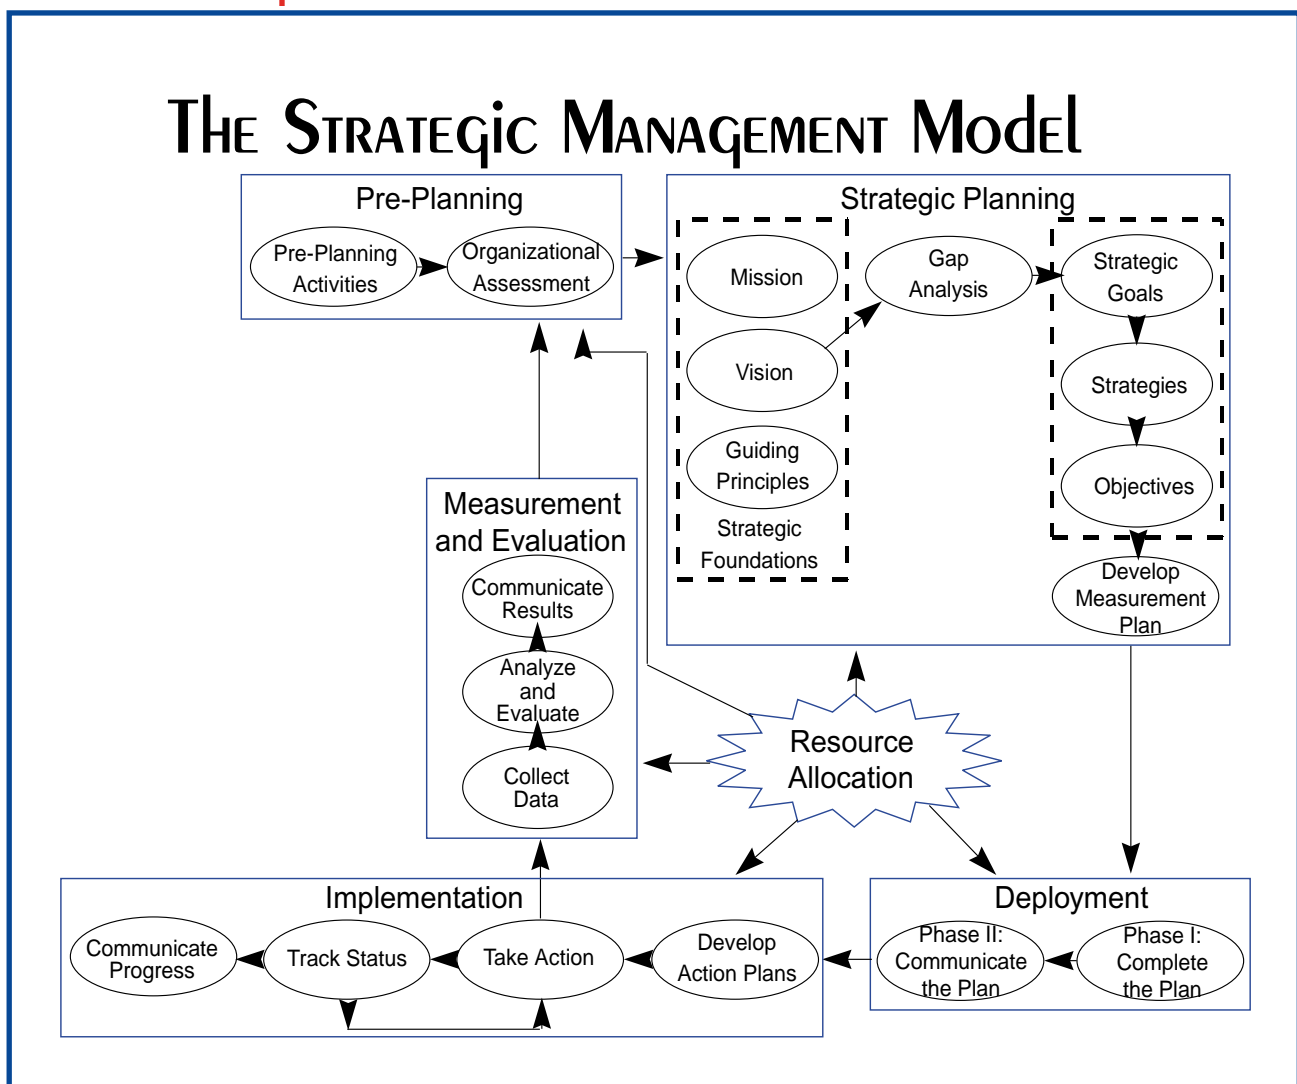 The Strategic Management Model
Pre-Planning
Pre-Planning
Activities
Organizational
Assessment
Strategic Planning
Mission
Vision
Guiding
Principles
Strategic
Foundations
Gap
Analysis
Strategic
Goals
Strategies
Objectives
Develop
Measurement
Plan
Measurement
and Evaluation
Communicate
Results
Analyze
and
Evaluate
Collect
Data
Resource
Allocation
Implementation
Communicate
Progress
Track Status
Take Action
Develop
Action Plans
Deployment
Phase II:
Communicate
the Plan
Phase I:
Complete
the Plan